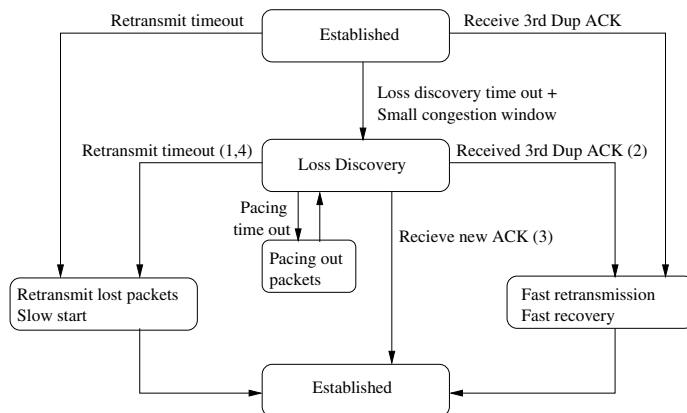 Retransmit timeout
Established
Receive 3rd Dup ACK
Loss discovery time out +
Small congestion window
Retransmit timeout (1,4)
Loss Discovery
Received 3rd Dup ACK (2)
Pacing
time out
Recieve new ACK (3)
Pacing out
packets
Retransmit lost packets
Slow start
Fast retransmission
Fast recovery
Established